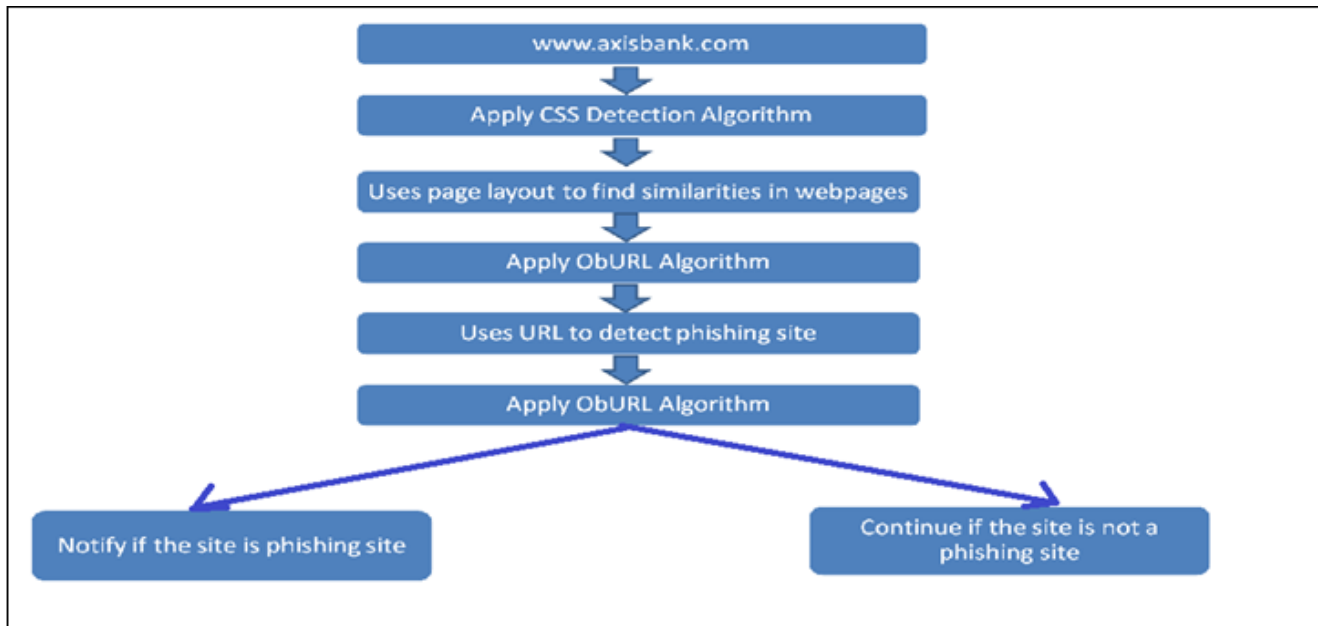 www.axisbank.com
Apply CSS Detection Algorithm
Uses page layout to find similarities in webpages
Apply ObURL Algorithm
Uses URL to detect phishing site
Apply ObURL Algorithm
Notify if the site is phishing site
Continue if the site is not a
phishing site